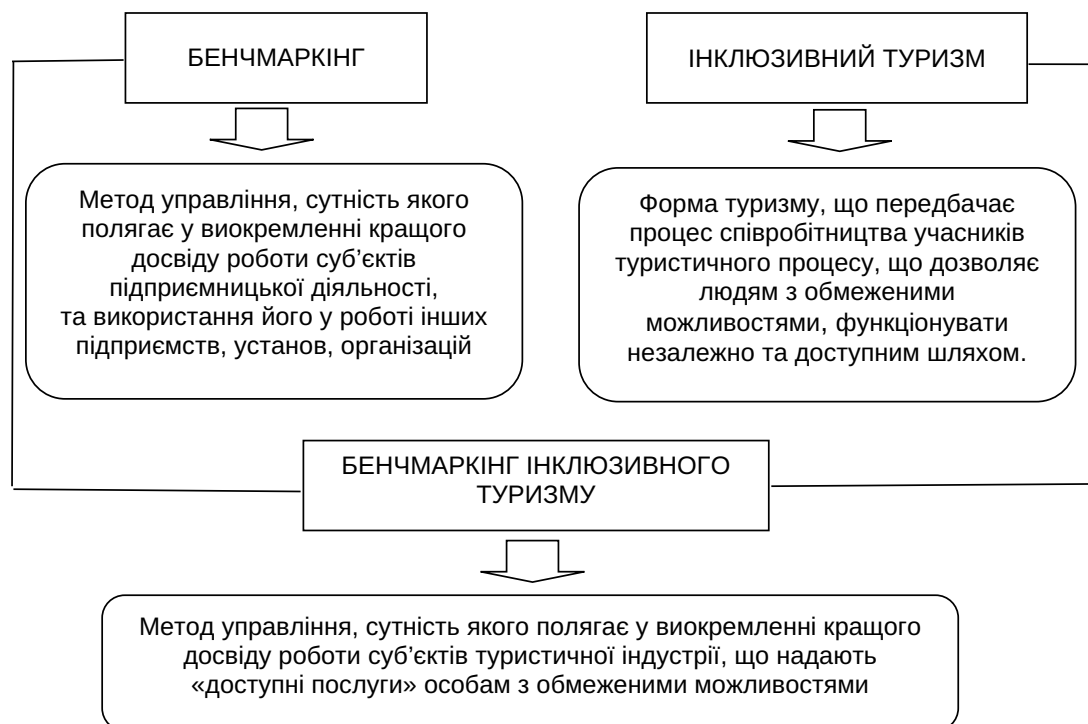 БЕНЧМАРКІНГ
ІНКЛЮЗИВНИЙ ТУРИЗМ
Метод управління, сутність якого
полягає у виокремленні кращого
досвіду роботи суб’єктів
підприємницької діяльності,
та використання його у роботі інших
підприємств, установ, організацій
Форма туризму, що передбачає
процес співробітництва учасників
туристичного процесу, що дозволяє
людям з обмеженими
можливостями, функціонувати
незалежно та доступним шляхом.
БЕНЧМАРКІНГ ІНКЛЮЗИВНОГО
ТУРИЗМУ
Метод управління, сутність якого полягає у виокремленні кращого
досвіду роботи суб’єктів туристичної індустрії, що надають
«доступні послуги» особам з обмеженими можливостями